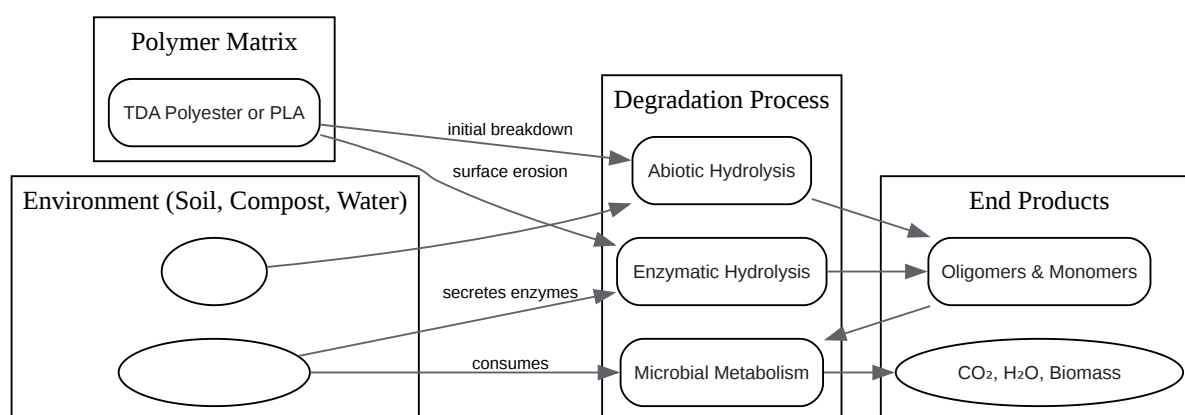 Polymer Matrix
TDA Polyester or PLA
Environment (Soil, Compost, Water)
initial breakdown
surface erosion
secretes enzymes
consumes
Degradation Process
Abiotic Hydrolysis
Enzymatic Hydrolysis
Microbial Metabolism
End Products
Oligomers & Monomers
CO₂, H₂O, Biomass